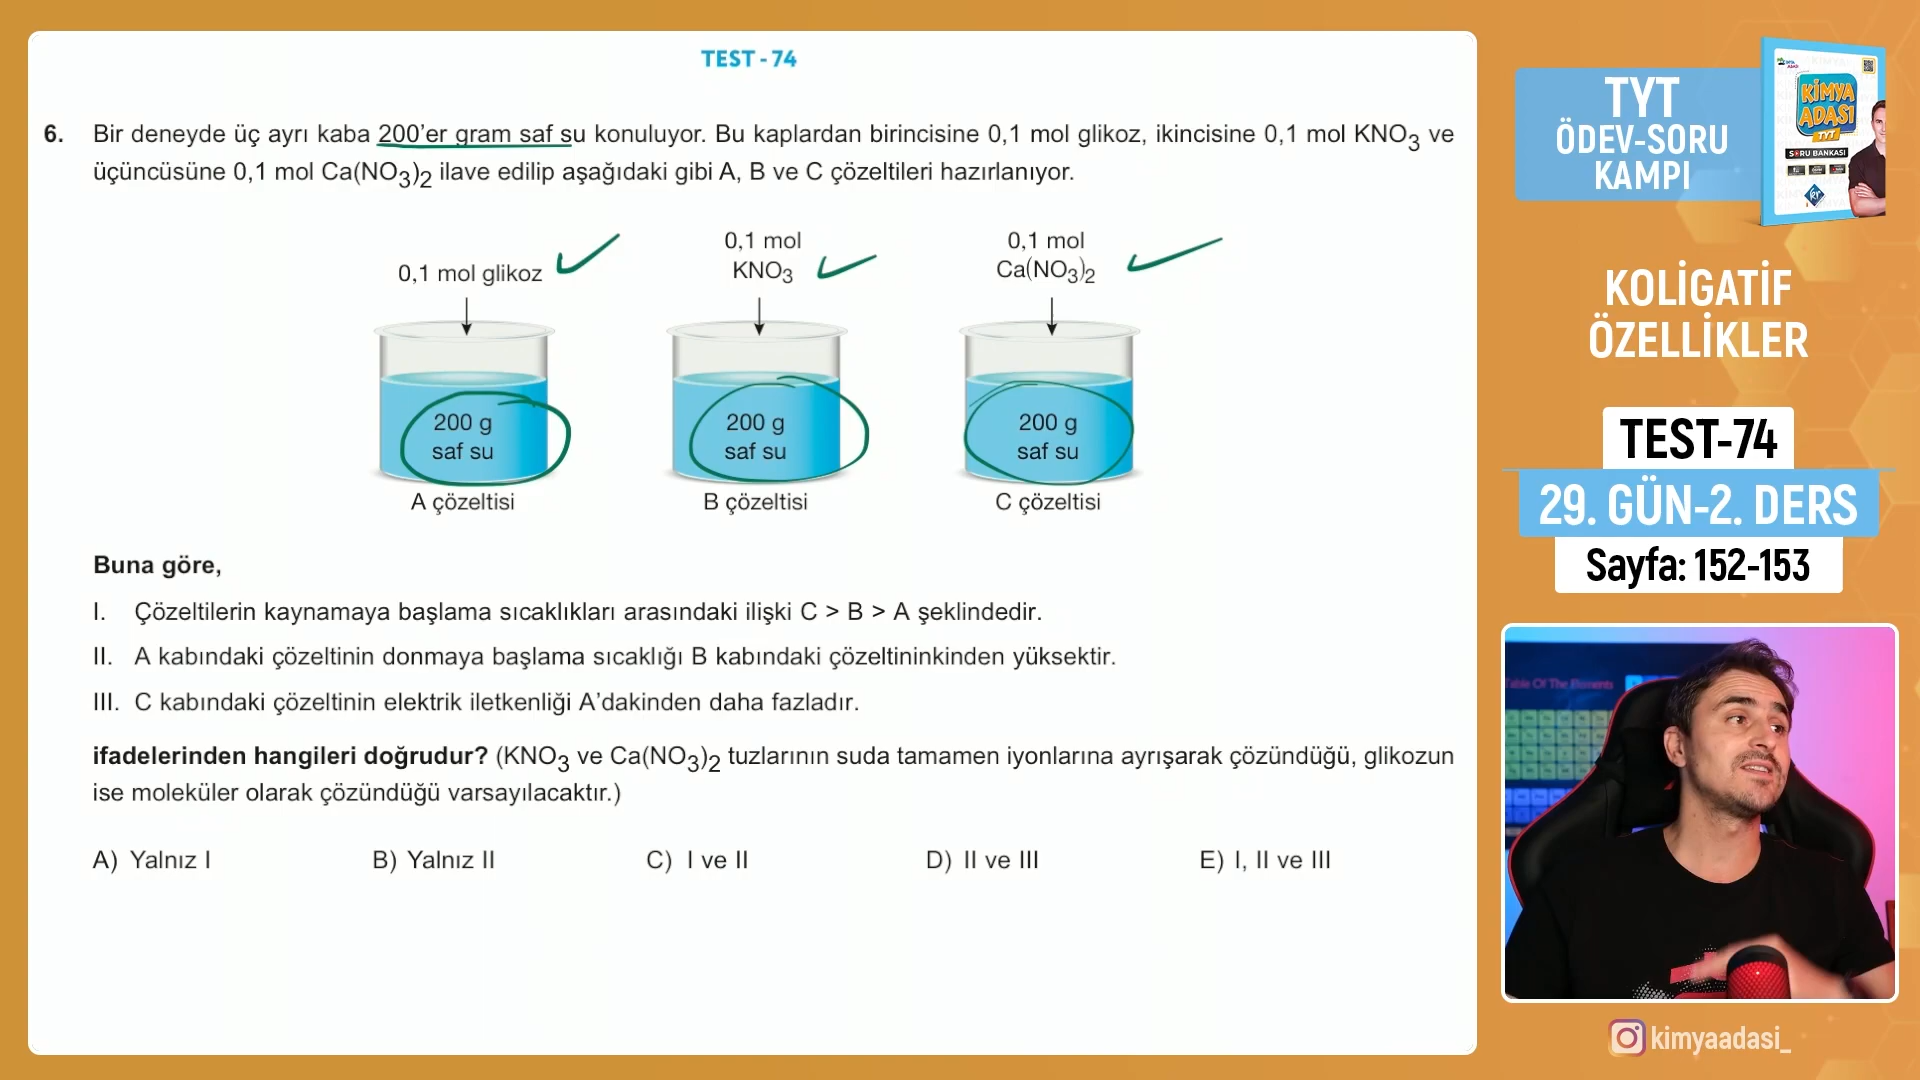 TEST - 74
6. Bir deneyde üç ayrı kaba 200'er gram saf su konuluyor. Bu kaplardan birincisine 0,1 mol glikoz, ikincisine 0,1 mol KNO3 ve
üçüncüsüne 0,1 mol Ca(NO3)2 ilave edilip aşağıdaki gibi A, B ve C çözeltileri hazırlanıyor.
0,1 mol glikoz
0,1 mol
KNO3
0,1 mol
Ca(NO3)2
200 g
saf su
200 g
saf su
200 g
saf su
A çözeltisi
B çözeltisi
C çözeltisi
Buna göre,
I. Çözeltilerin kaynamaya başlama sıcaklıkları arasındaki ilişki C > B > A şeklindedir.
II. A kabındaki çözeltinin donmaya başlama sıcaklığı B kabındaki çözeltininkinden yüksektir.
III. C kabındaki çözeltinin elektrik iletkenliği A'dakinden daha fazladır.
ifadelerinden hangileri doğrudur? (KNO3 ve Ca(NO3)2 tuzlarının suda tamamen iyonlarına ayrışarak çözündüğü, glikozun
ise moleküler olarak çözündüğü varsayılacaktır.)
A) Yalnız I
B) Yalnız II
C) I ve II
D) II ve III
E) I, II ve III
TYT
ÖDEV-SORU
KAMPI
KİMYA
ADASI
TYT
SORU BANKASI
KOLİGATİF
ÖZELLİKLER
TEST-74
29. GÜN-2. DERS
Sayfa: 152-153
Table Of The Elements
kimyaadasi_